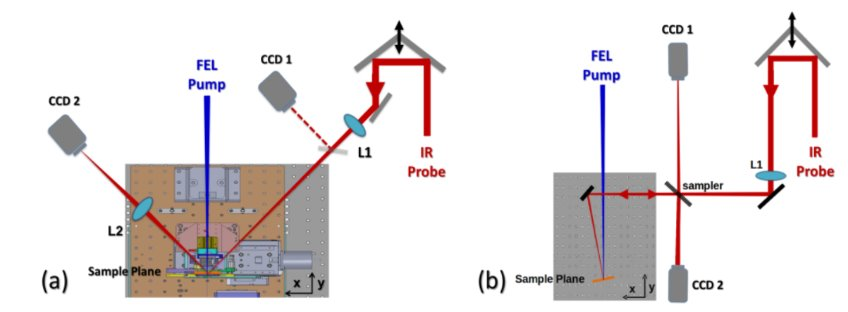 CCD 1
FEL
Pump
CCD 2
L1
IR
Probe
L2
Sample Plane
x
y
(a)
CCD 1
FEL
Pump
L1
IR
Probe
sampler
Sample Plane
x
y
CCD 2
(b)